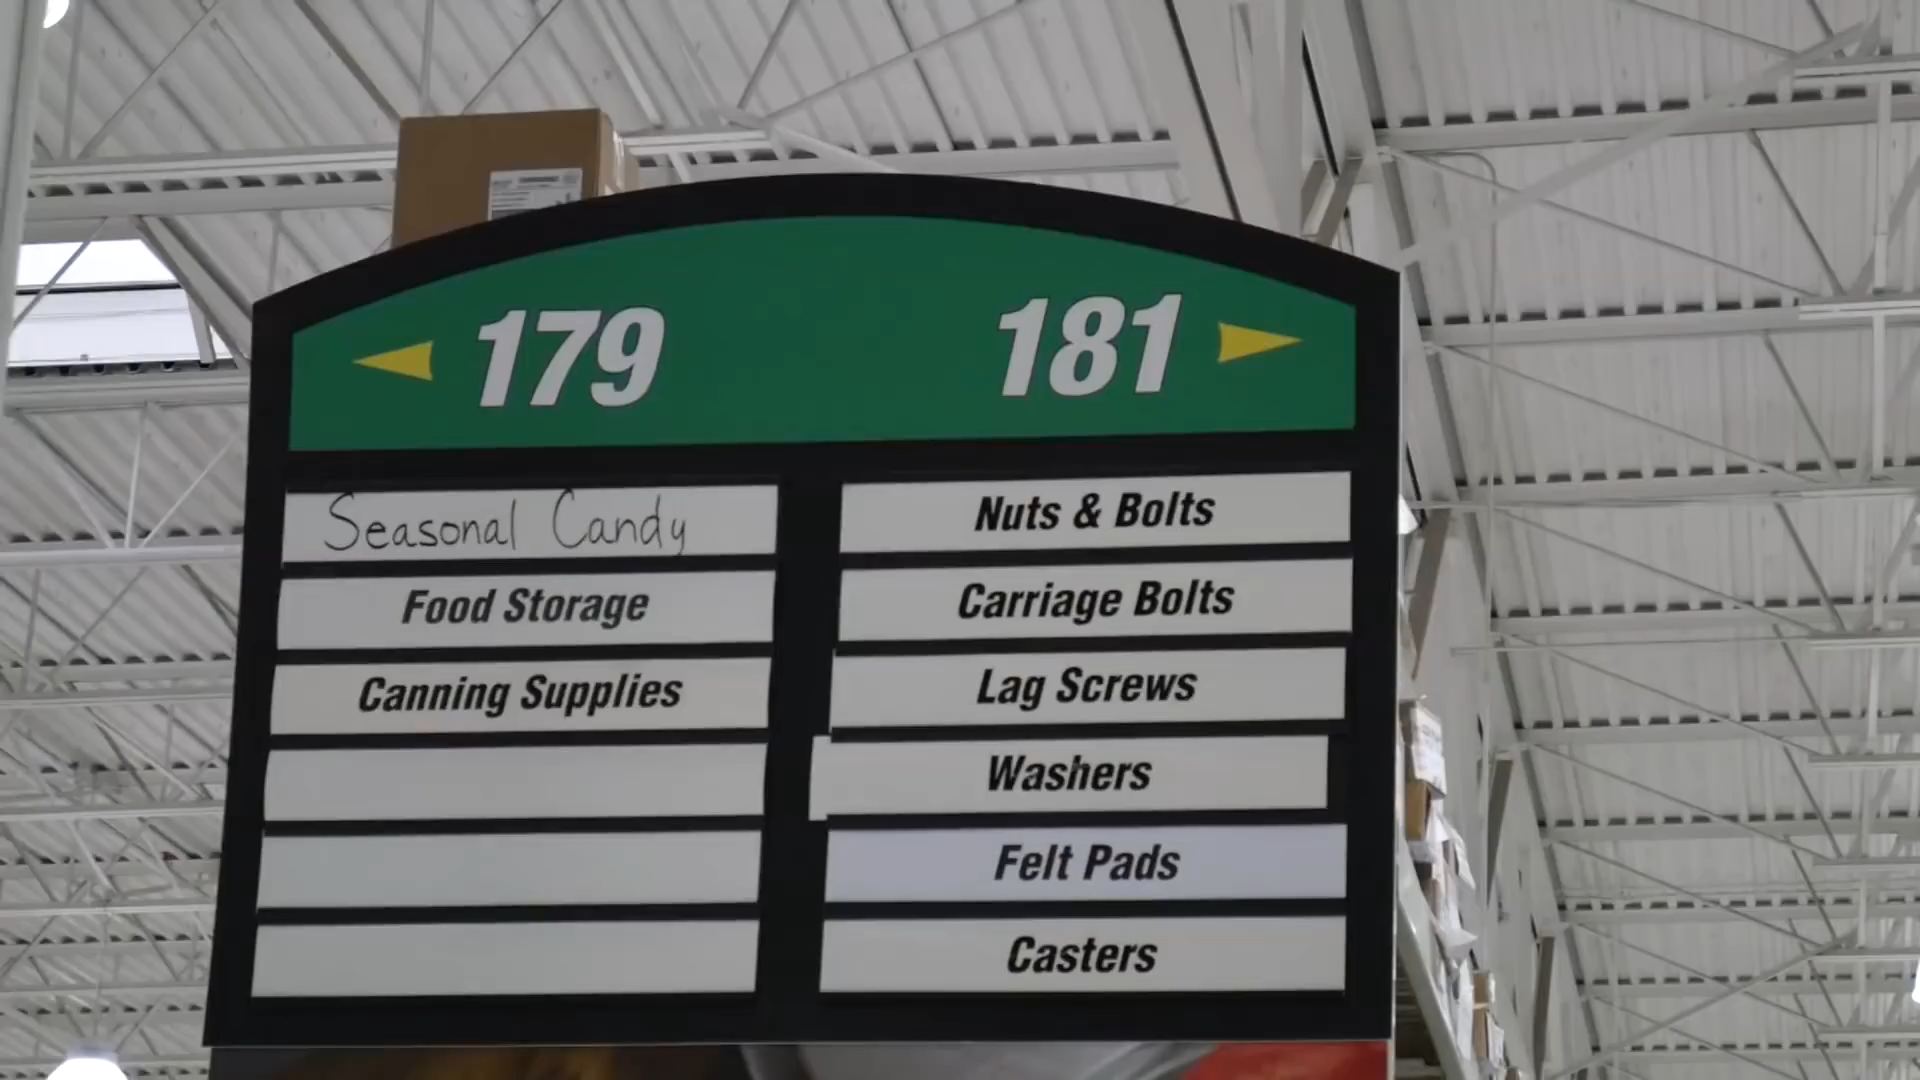 179
181
Seasonal Candy
Food Storage
Canning Supplies
Nuts & Bolts
Carriage Bolts
Lag Screws
Washers
Felt Pads
Casters